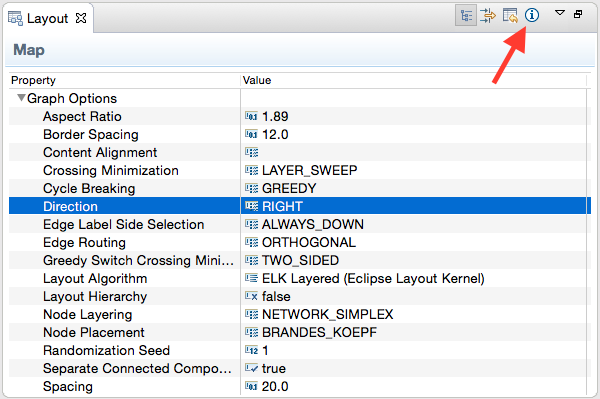 Layout
Map
Property Value
Graph Options
Aspect Ratio 1.89
Border Spacing 12.0
Content Alignment
Crossing Minimization LAYER_SWEEP
Cycle Breaking GREEDY
Direction RIGHT
Edge Label Side Selection ALWAYS_DOWN
Edge Routing ORTHOGONAL
Greedy Switch Crossing Mini... TWO_SIDED
Layout Algorithm ELK Layered (Eclipse Layout Kernel)
Layout Hierarchy false
Node Layering NETWORK_SIMPLEX
Node Placement BRANDES_KOEPF
Randomization Seed 1
Separate Connected Compo... true
Spacing 20.0